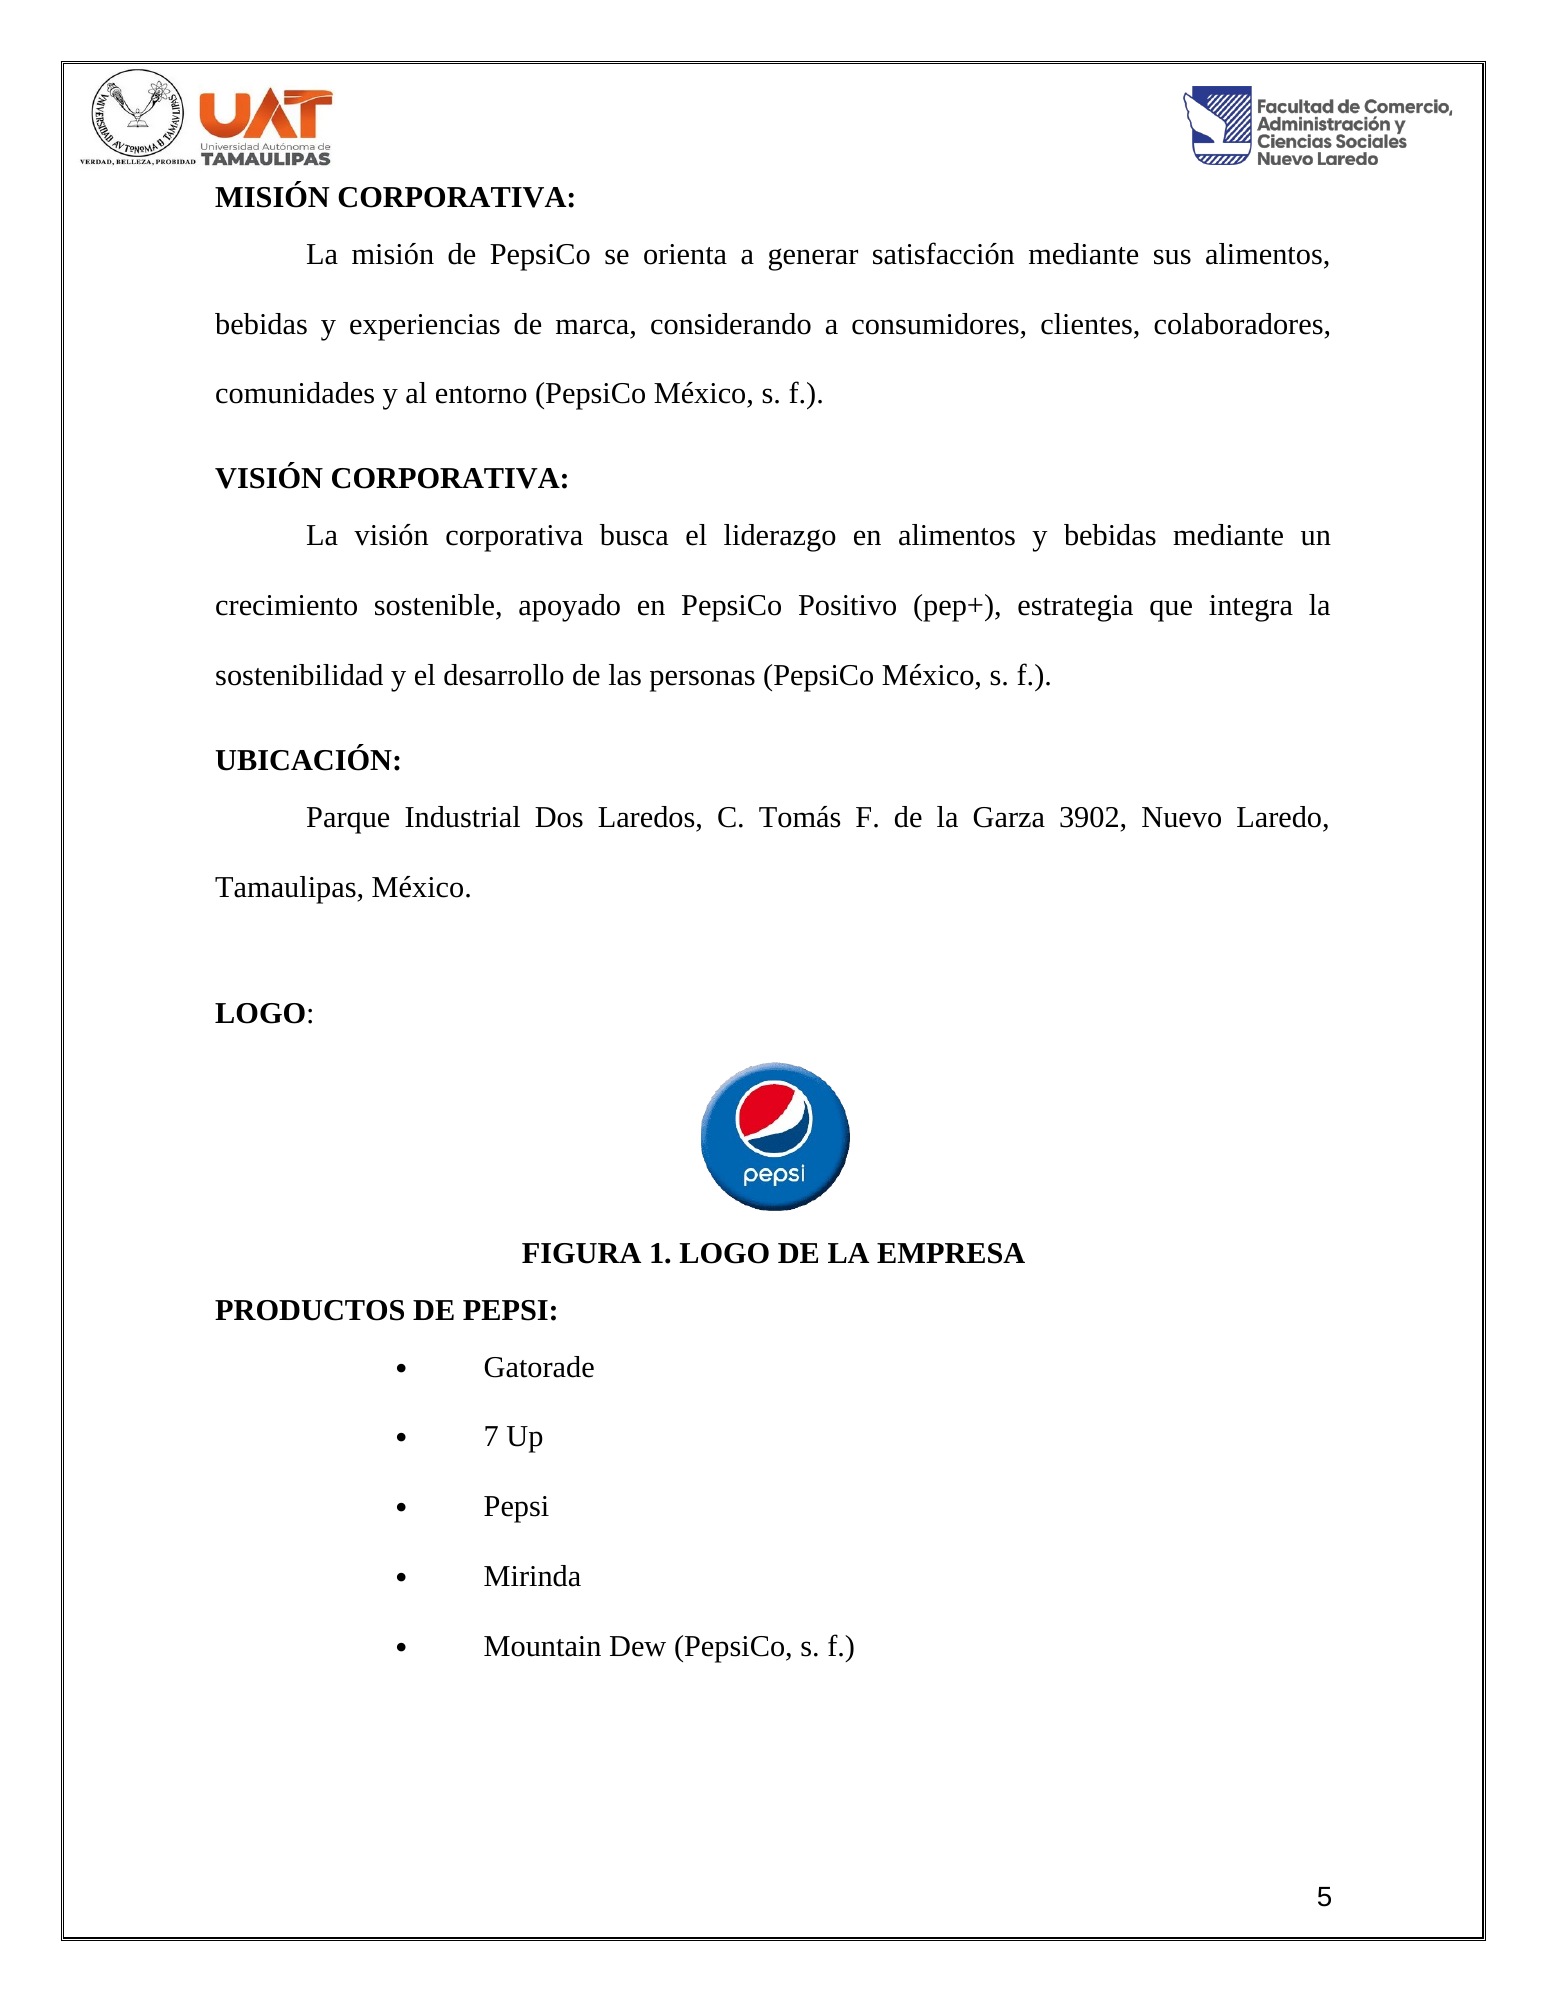 VNIVERSIDAD AVTONOMA D TAMAVLIPAS
VERDAD, BELLEZA, PROBIDAD
UAT
Universidad Autónoma de
TAMAULIPAS
Facultad de Comercio,
Administración y
Ciencias Sociales
Nuevo Laredo
MISIÓN CORPORATIVA:
La misión de PepsiCo se orienta a generar satisfacción mediante sus alimentos,
bebidas y experiencias de marca, considerando a consumidores, clientes, colaboradores,
comunidades y al entorno (PepsiCo México, s. f.).
VISIÓN CORPORATIVA:
La visión corporativa busca el liderazgo en alimentos y bebidas mediante un
crecimiento sostenible, apoyado en PepsiCo Positivo (pep+), estrategia que integra la
sostenibilidad y el desarrollo de las personas (PepsiCo México, s. f.).
UBICACIÓN:
Parque Industrial Dos Laredos, C. Tomás F. de la Garza 3902, Nuevo Laredo,
Tamaulipas, México.
LOGO:
pepsi
FIGURA 1. LOGO DE LA EMPRESA
PRODUCTOS DE PEPSI:
• Gatorade
• 7 Up
• Pepsi
• Mirinda
• Mountain Dew (PepsiCo, s. f.)
5